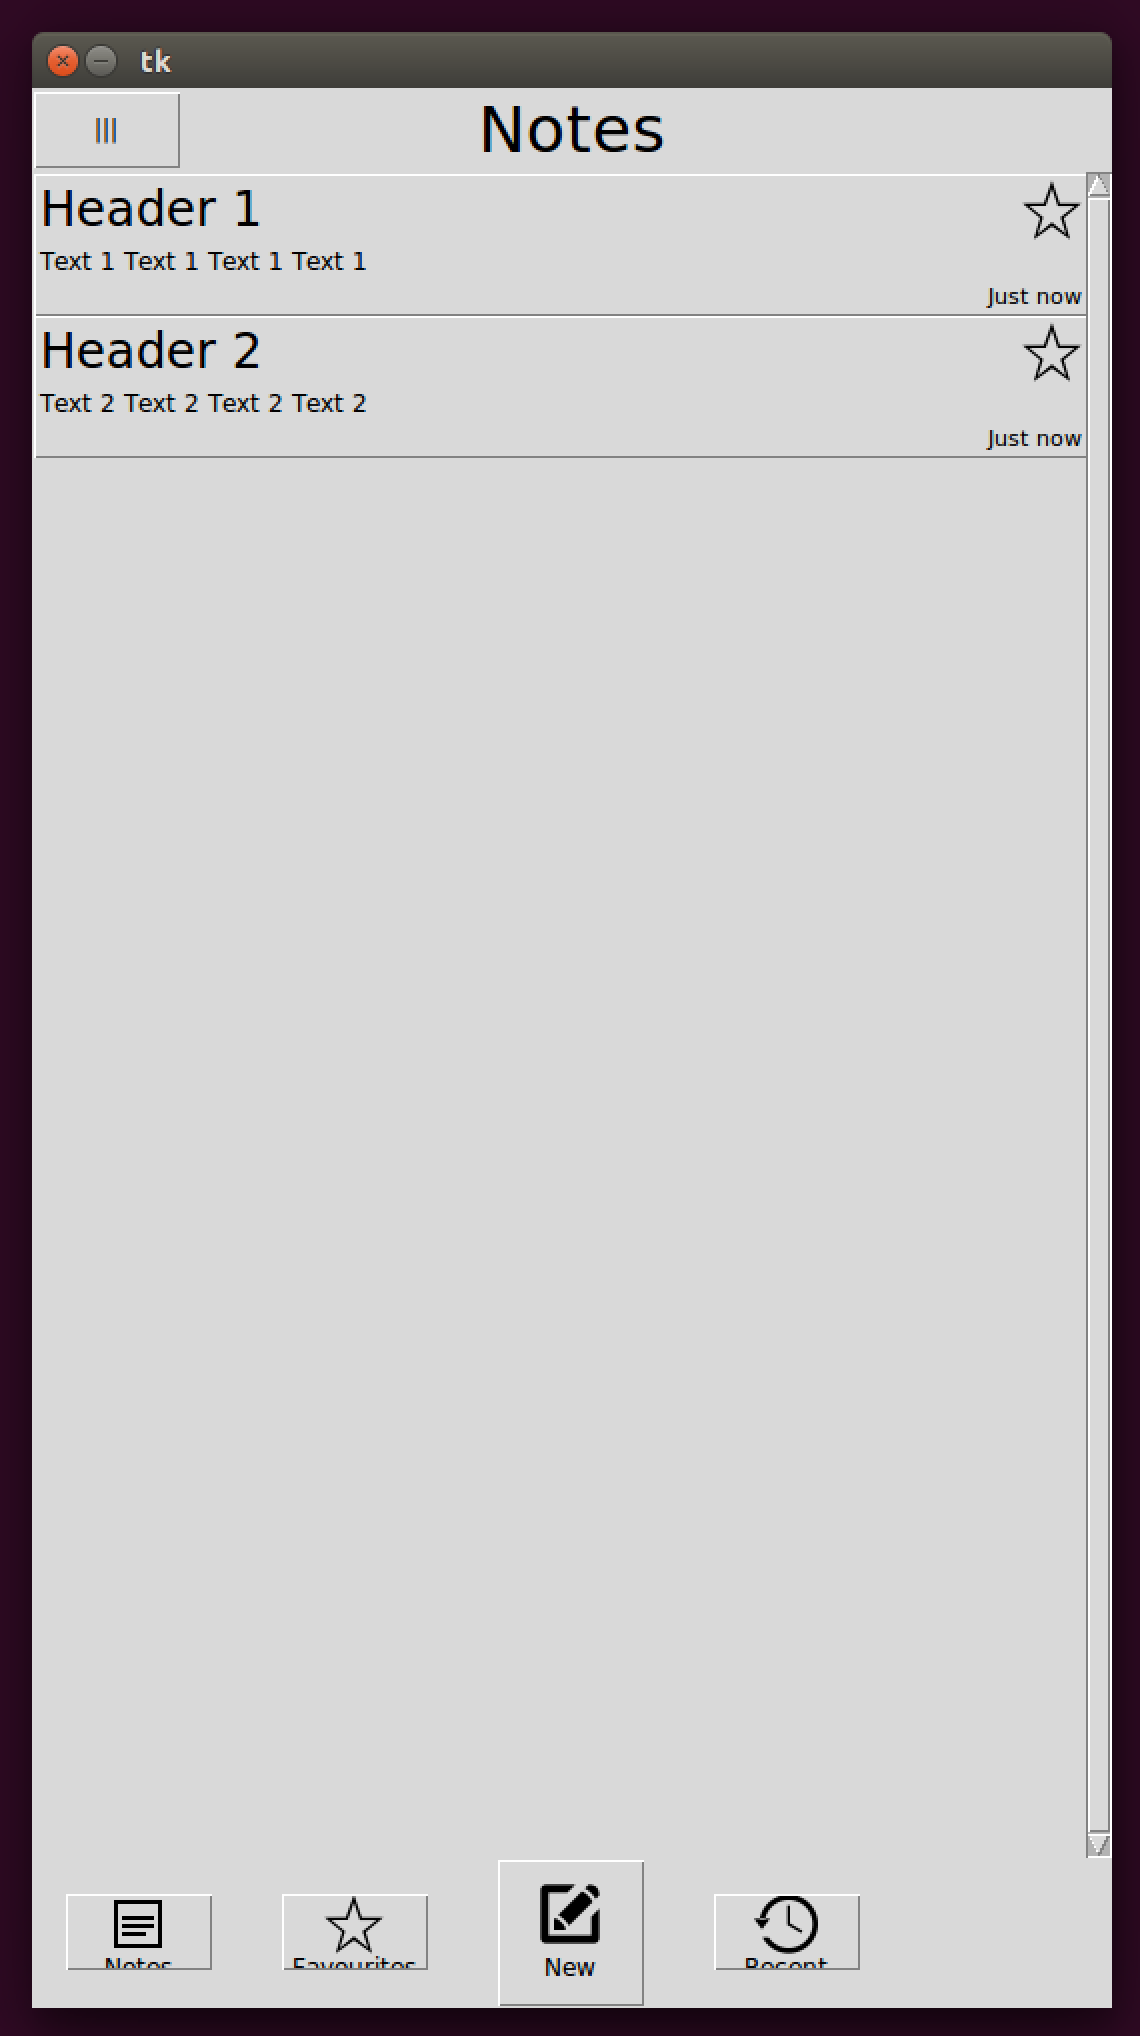 tk
Notes
Header 1
Text 1 Text 1 Text 1 Text 1
Just now
Header 2
Text 2 Text 2 Text 2 Text 2
Just now
Notes
Favourites
New
Recent